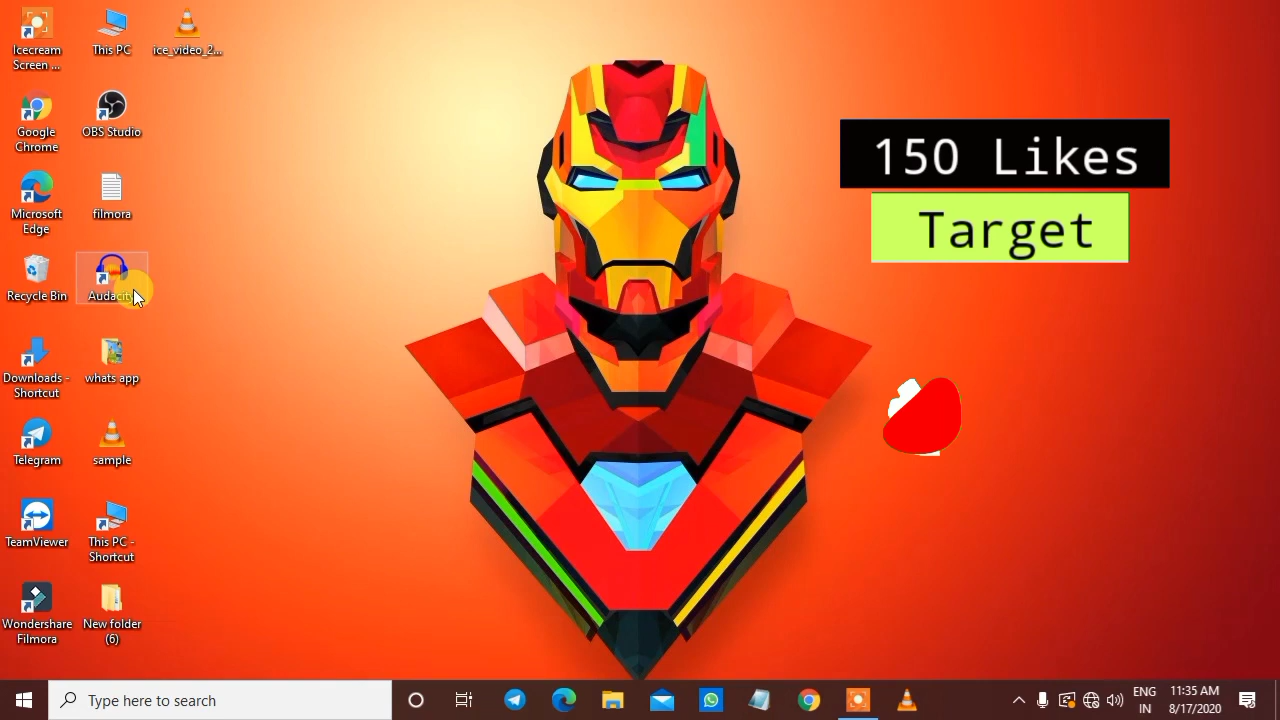 Icecream
Screen ...
This PC
ice_video_2...
Google
Chrome
OBS Studio
Microsoft
Edge
filmora
Recycle Bin
Downloads -
Shortcut
whats app
Telegram
sample
TeamViewer
This PC -
Shortcut
Wondershare
Filmora
New folder
(6)
150 Likes
Target
Type here to search
ENG
IN
11:35 AM
8/17/2020